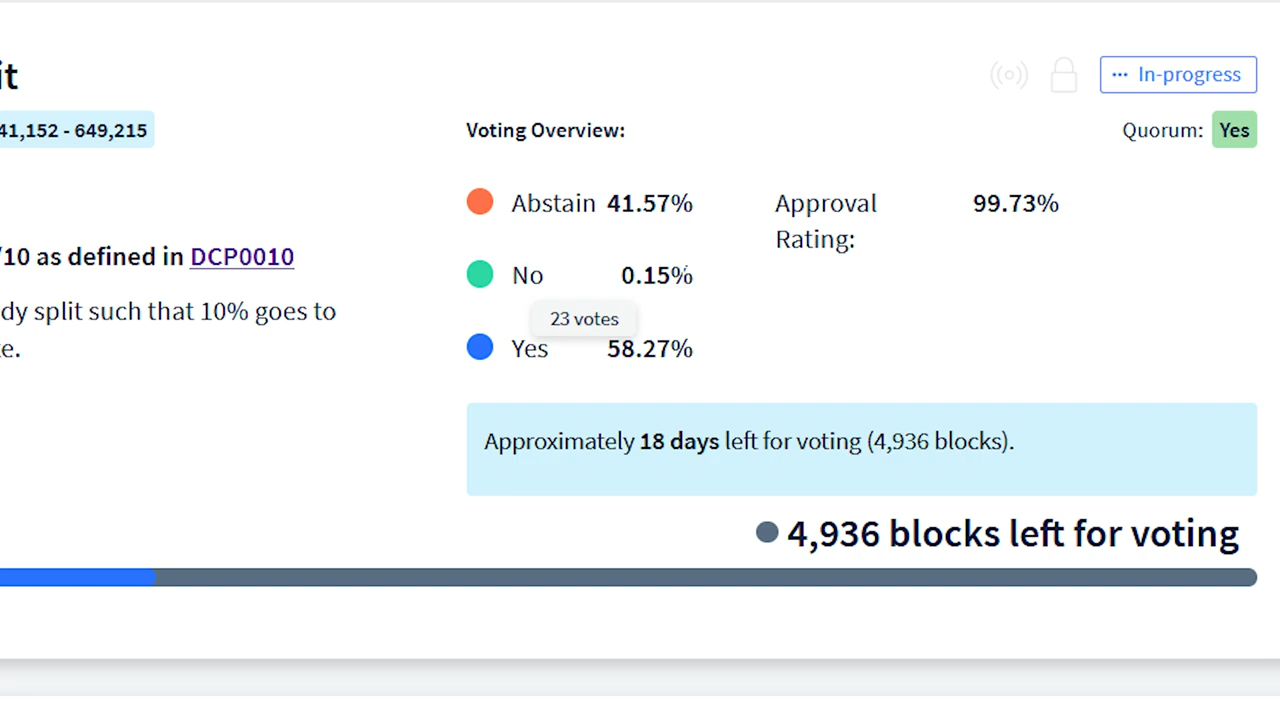 it
41,152 - 649,215
/10 as defined in DCP0010
dy split such that 10% goes to
e.
··· In-progress
Voting Overview:
Quorum: Yes
Abstain 41.57%
Approval Rating: 99.73%
No 0.15%
23 votes
Yes 58.27%
Approximately 18 days left for voting (4,936 blocks).
4,936 blocks left for voting